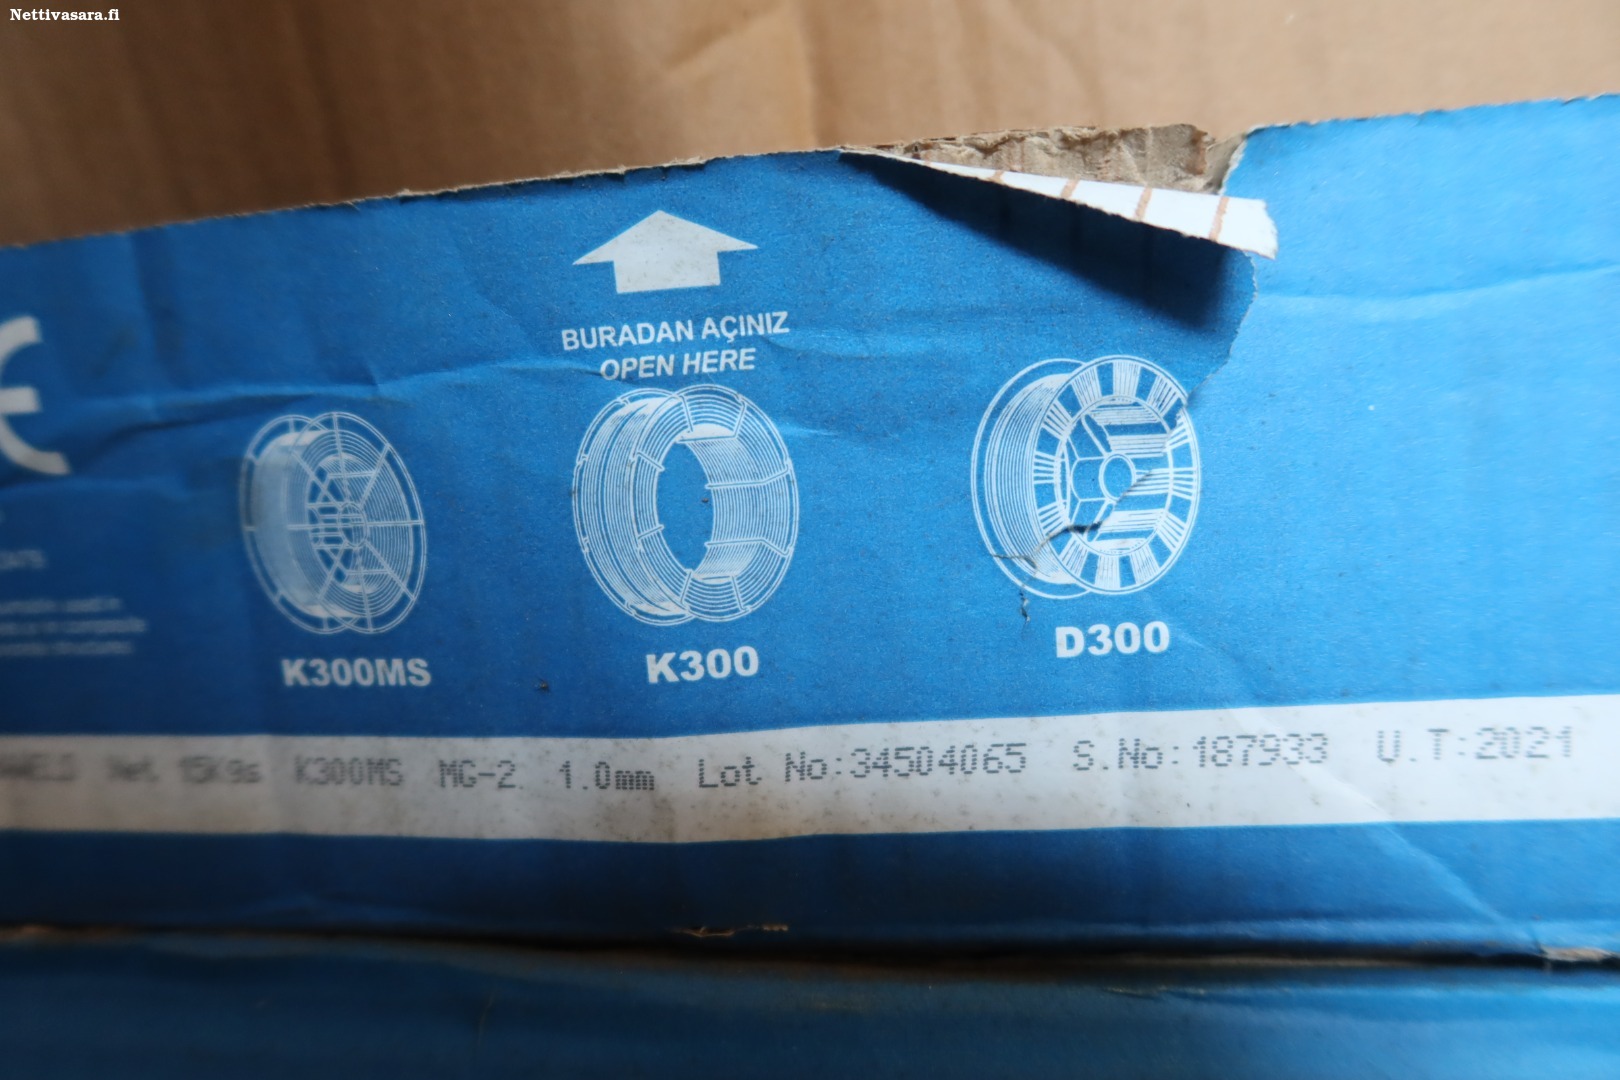 Nettivasara.fi
BURADAN AÇINIZ
OPEN HERE
K300MS
K300
D300
Net. 15Kgs K300MS MG-2. 1.0mm Lot No:34504065 S.No:187933 U.T:2021